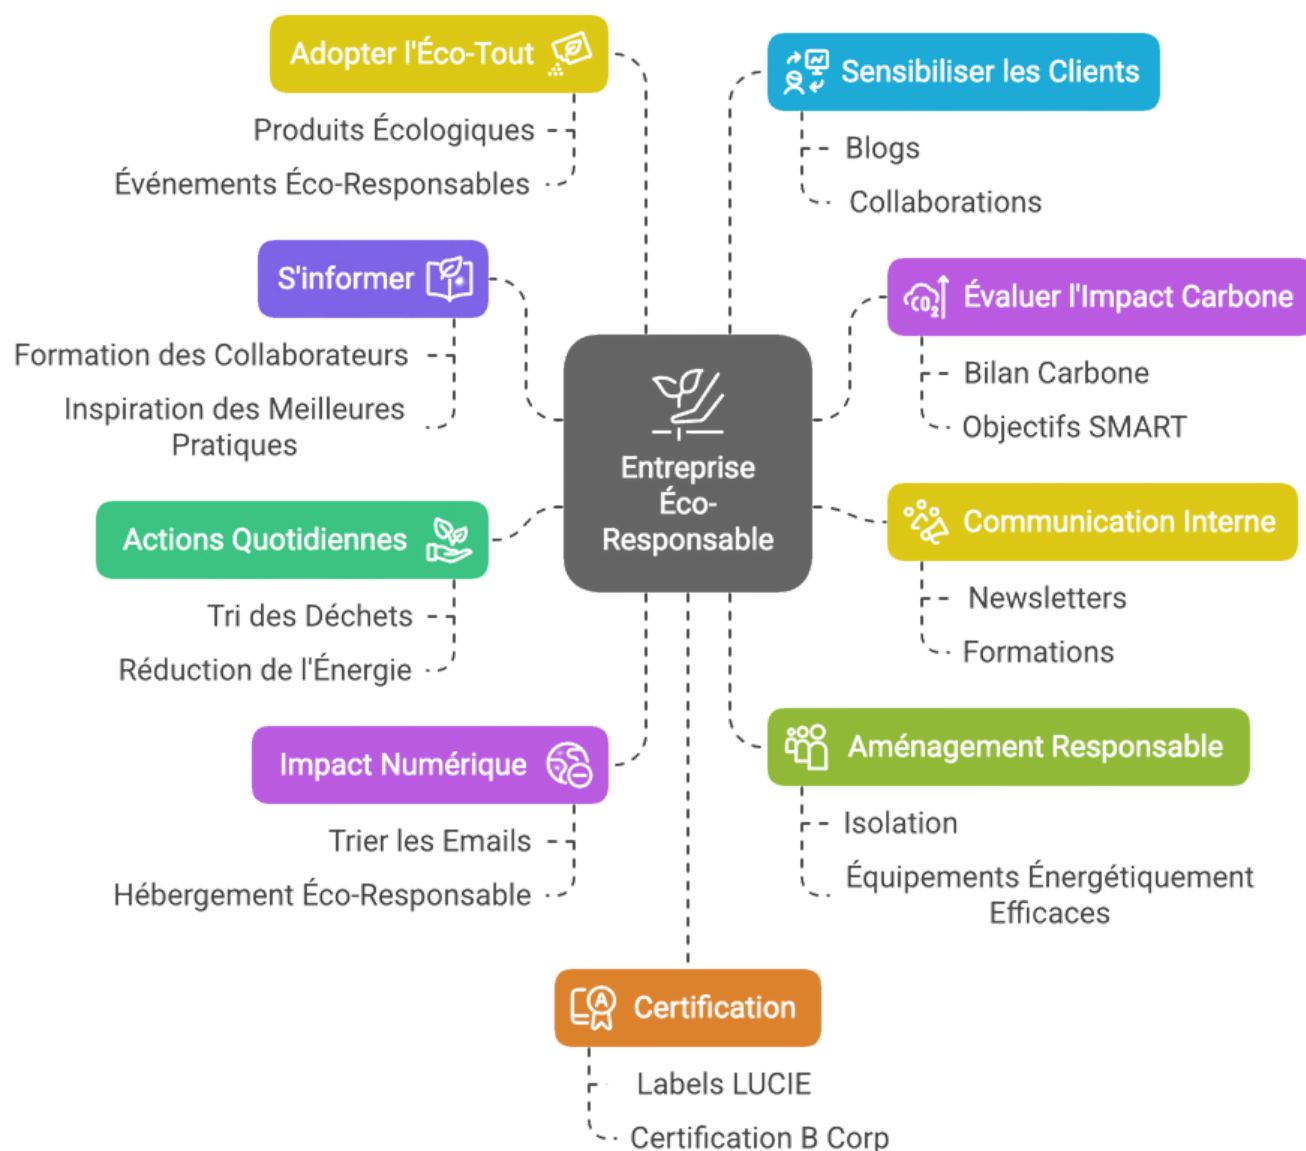 Adopter l'Éco-Tout
Produits Écologiques
Événements Éco-Responsables
Sensibiliser les Clients
Blogs
Collaborations
S'informer
Formation des Collaborateurs
Inspiration des Meilleures
Pratiques
Évaluer l'Impact Carbone
CO2
Bilan Carbone
Objectifs SMART
Entreprise
Éco-
Responsable
Actions Quotidiennes
Tri des Déchets
Réduction de l'Énergie
Communication Interne
Newsletters
Formations
Impact Numérique
Trier les Emails
Hébergement Éco-Responsable
Aménagement Responsable
Isolation
Équipements Énergétiquement
Efficaces
A
Certification
Labels LUCIE
Certification B Corp